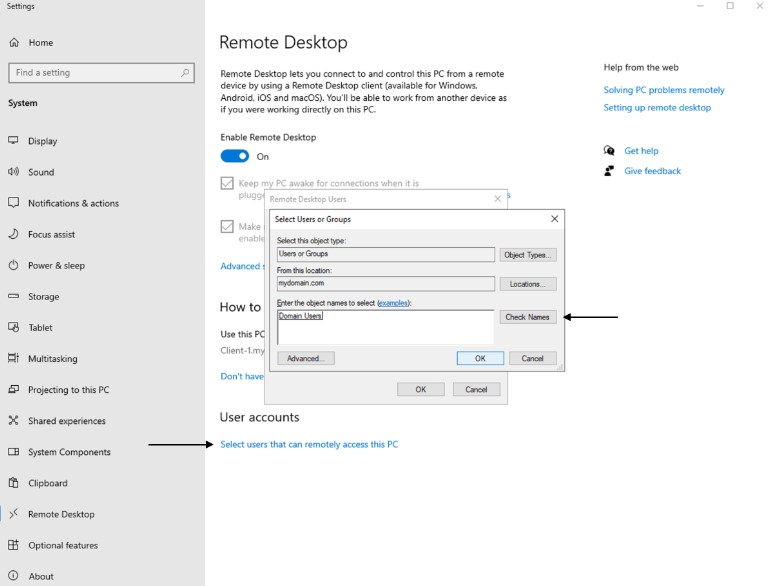 Settings
Home
Find a setting
System
Display
Sound
Notifications & actions
Focus assist
Power & sleep
Storage
Tablet
Multitasking
Projecting to this PC
Shared experiences
System Components
Clipboard
Remote Desktop
Optional features
About
Remote Desktop
Remote Desktop lets you connect to and control this PC from a remote
device by using a Remote Desktop client (available for Windows,
Android, iOS and macOS). You'll be able to work from another device as
if you were working directly on this PC.
Enable Remote Desktop
On
Keep my PC awake for connections when it is
plugge
Make
enable
Advanced s
How to
Use this PC
Client-1.my
Don't have
User accounts
Select users that can remotely access this PC
Remote Desktop Users
Select Users or Groups
Select this object type:
Users or Groups
Object Types...
From this location:
mydomain.com
Locations...
Enter the object names to select (examples):
Domain Users
Check Names
Advanced...
OK
Cancel
OK
Cancel
Help from the web
Solving PC problems remotely
Setting up remote desktop
Get help
Give feedback